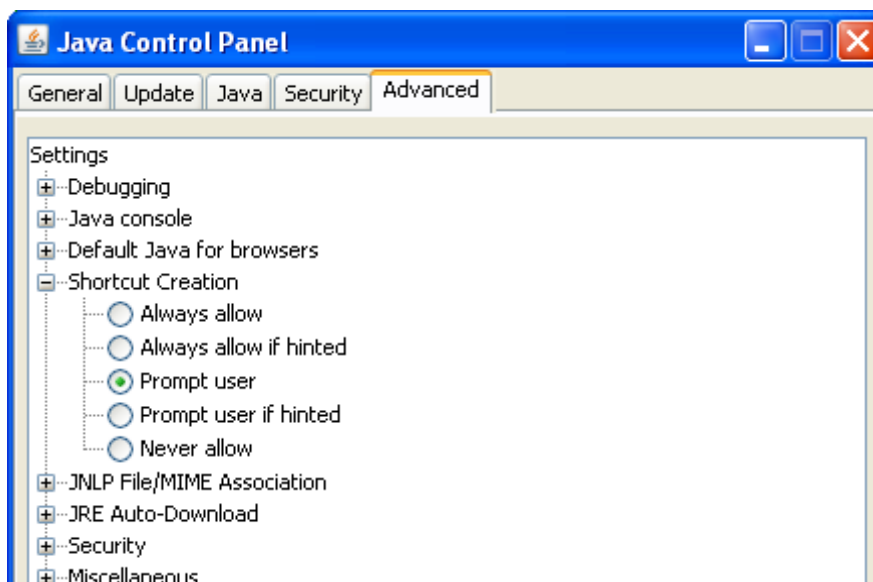 Java Control Panel
General Update Java Security Advanced
Settings
Debugging
Java console
Default Java for browsers
Shortcut Creation
Always allow
Always allow if hinted
Prompt user
Prompt user if hinted
Never allow
JNLP File/MIME Association
JRE Auto-Download
Security
Miscellaneous